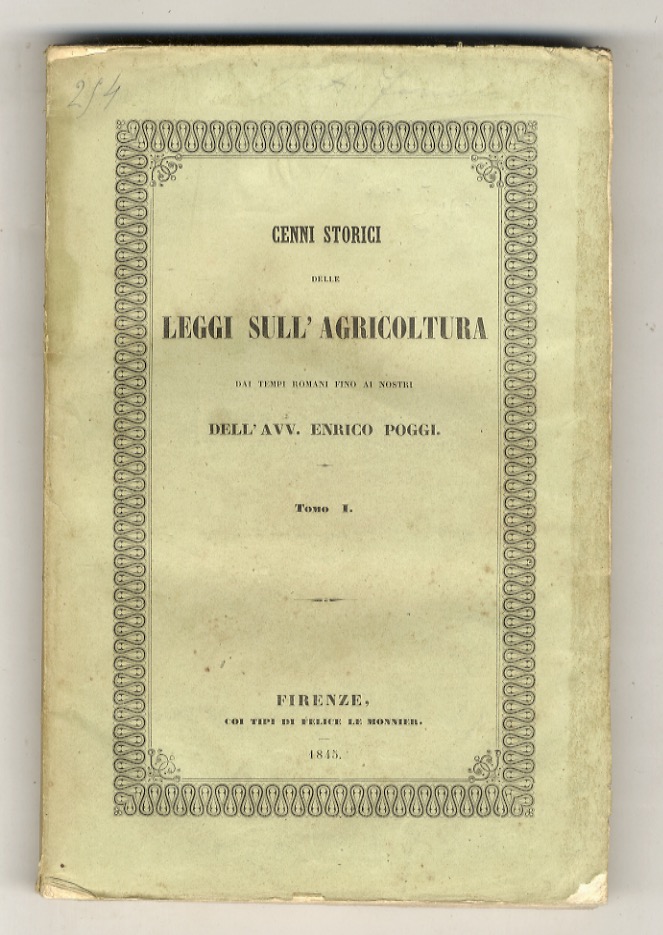 254
CENNI STORICI
DELLE
LEGGI SULL' AGRICOLTURA
DAI TEMPI ROMANI FINO AI NOSTRI
DELL' AVV. ENRICO POGGI.
Tomo I.
FIRENZE,
COI TIPI DI FELICE LE MONNIER.
1845.